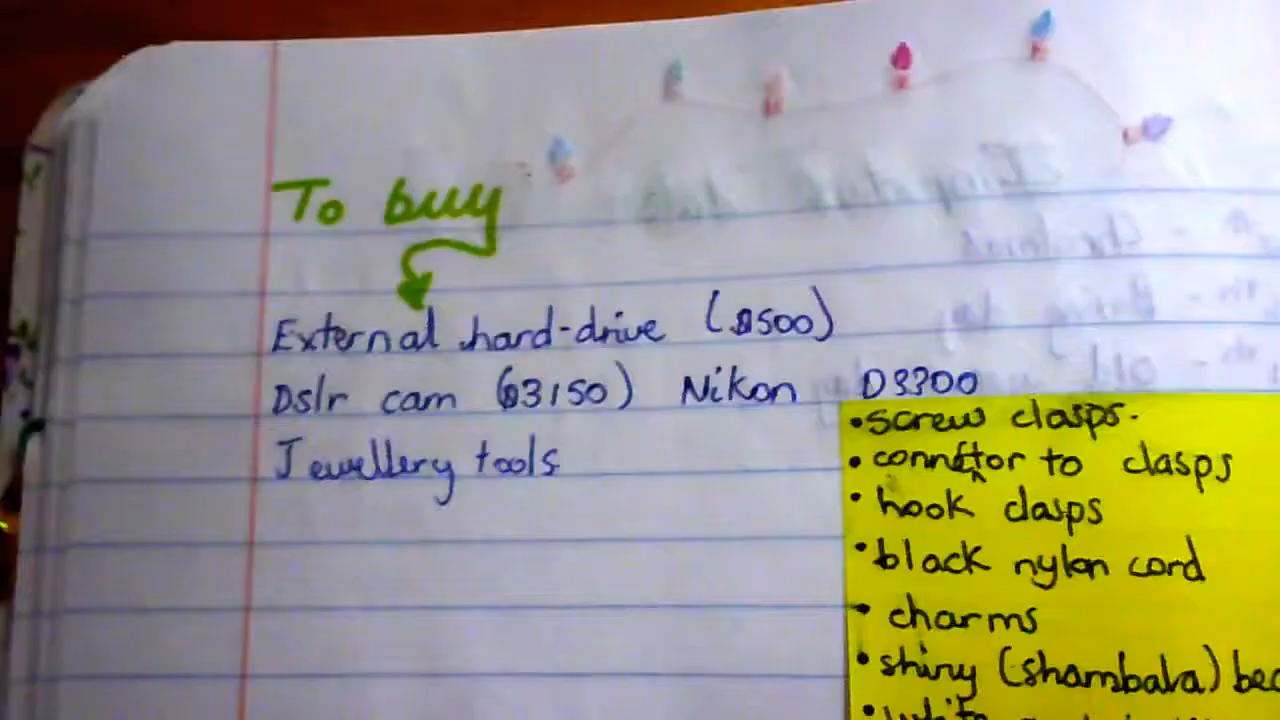 To buy
External hard-drive ($500)
Dslr cam ($3150) Nikon D3300
Jewellery tools
• screw clasps.
• connector to clasps
• hook clasps
• black nylon cord
• charms
• shiny (shambala)